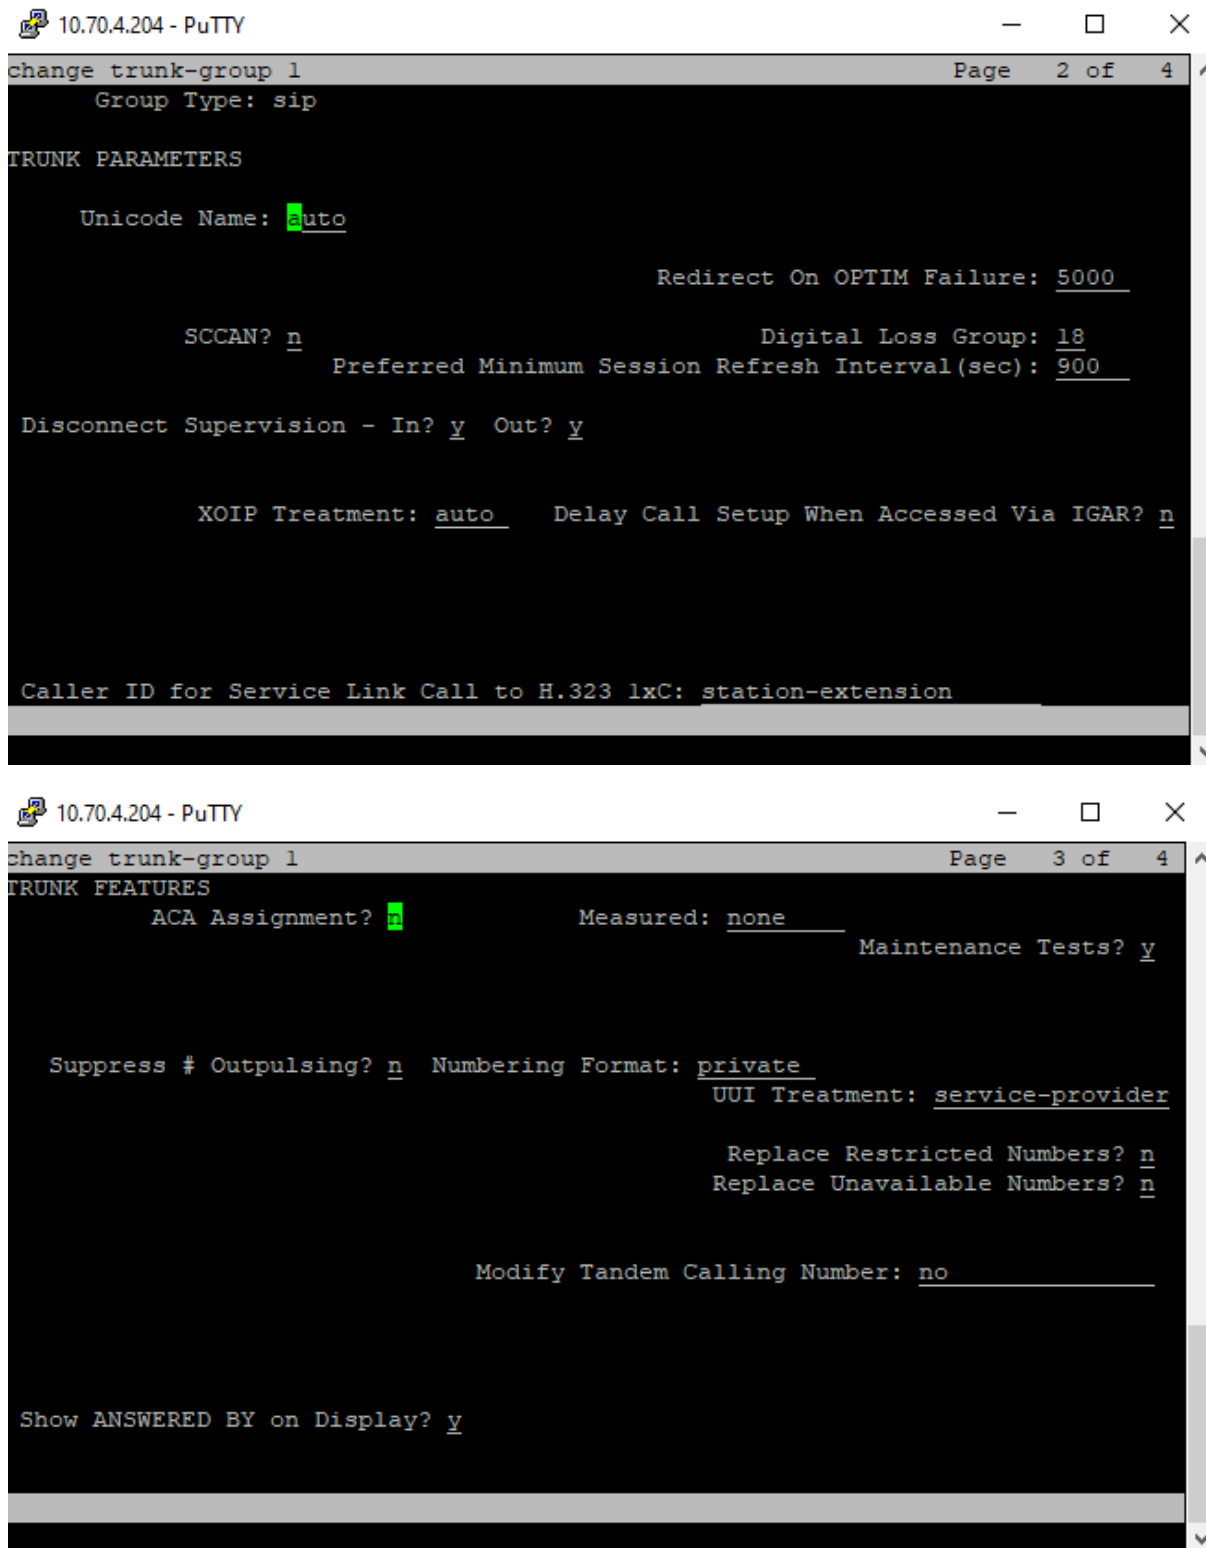 10.70.4.204 - PuTTY
change trunk-group 1 Page 2 of 4
Group Type: sip
TRUNK PARAMETERS
Unicode Name: auto
Redirect On OPTIM Failure: 5000
SCCAN? n Digital Loss Group: 18
Preferred Minimum Session Refresh Interval(sec): 900
Disconnect Supervision - In? y Out? y
XOIP Treatment: auto Delay Call Setup When Accessed Via IGAR? n
Caller ID for Service Link Call to H.323 1xC: station-extension
10.70.4.204 - PuTTY
change trunk-group 1 Page 3 of 4
TRUNK FEATURES
ACA Assignment? n Measured: none
Maintenance Tests? y
Suppress # Outpulsing? n Numbering Format: private
UUI Treatment: service-provider
Replace Restricted Numbers? n
Replace Unavailable Numbers? n
Modify Tandem Calling Number: no
Show ANSWERED BY on Display? y